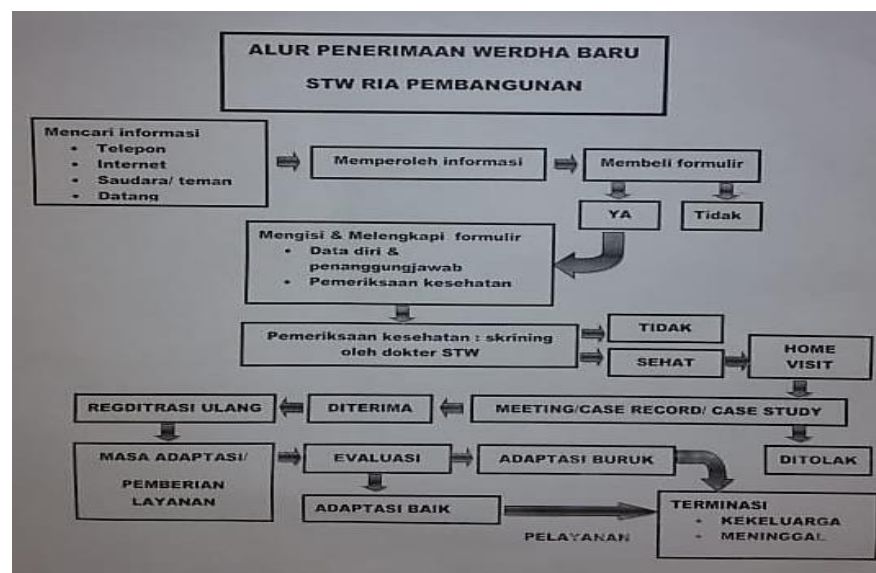 ALUR PENERIMAAN WERDHA BARU
STW RIA PEMBANGUNAN
Mencari informasi
• Telepon
• Internet
• Saudara/ teman
• Datang
Memperoleh informasi
Membeli formulir
YA
Tidak
Mengisi & Melengkapi formulir
• Data diri &
penanggungjawab
• Pemeriksaan kesehatan
Pemeriksaan kesehatan : skrining
oleh dokter STW
TIDAK
SEHAT
HOME
VISIT
MEETING/CASE RECORD/ CASE STUDY
DITERIMA
REGDITRASI ULANG
DITOLAK
MASA ADAPTASI/
PEMBERIAN
LAYANAN
EVALUASI
ADAPTASI BURUK
ADAPTASI BAIK
PELAYANAN
TERMINASI
• KEKELUARGA
• MENINGGAL